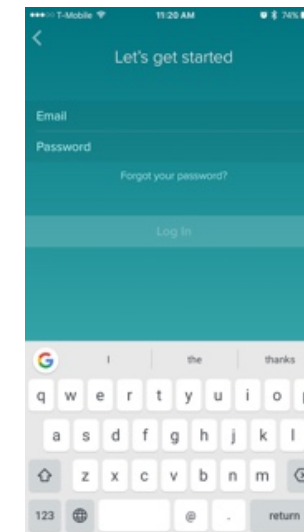 T-Mobile 11:20 AM 74%
Let's get started
Email
Password
Forgot your password?
Log In
G I the thanks
q w e r t y u i o
a s d f g h j k l
z x c v b n m
123 @ . return